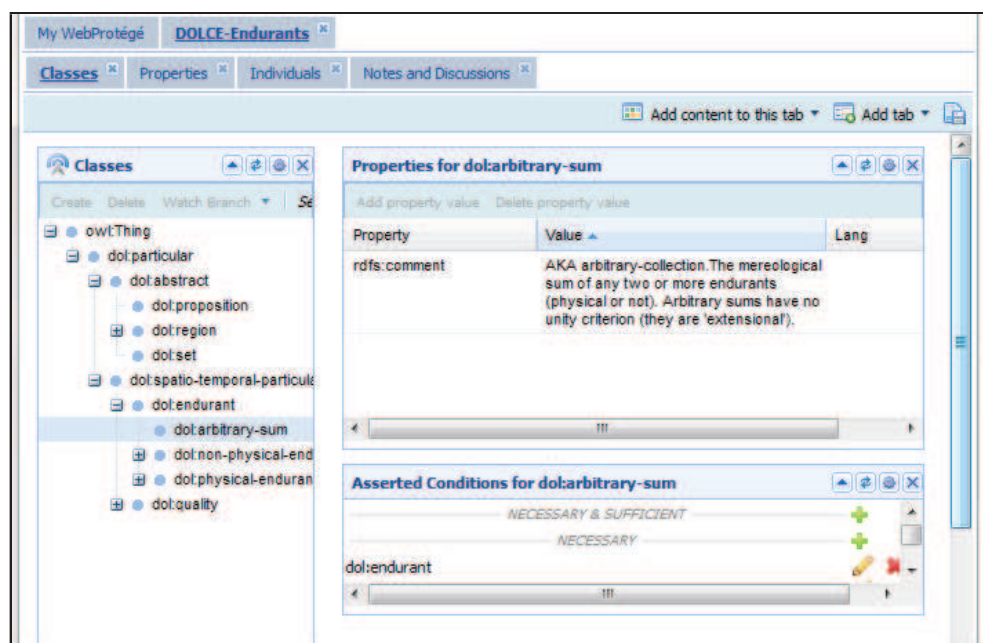 My WebProtégé DOLCE-Endurants
Classes Properties Individuals Notes and Discussions
Add content to this tab Add tab
Classes
Create Delete Watch Branch Se
owl:Thing
dol:particular
dol:abstract
dol:proposition
dol:region
dol:set
dol:spatio-temporal-particula
dol:endurant
dol:arbitrary-sum
dol:non-physical-end
dol:physical-enduran
dol:quality
Properties for dol:arbitrary-sum
Add property value Delete property value
Property Value Lang
rdfs:comment AKA arbitrary-collection.The mereological
sum of any two or more endurants
(physical or not). Arbitrary sums have no
unity criterion (they are 'extensional').
Asserted Conditions for dol:arbitrary-sum
NECESSARY & SUFFICIENT
NECESSARY
dol:endurant